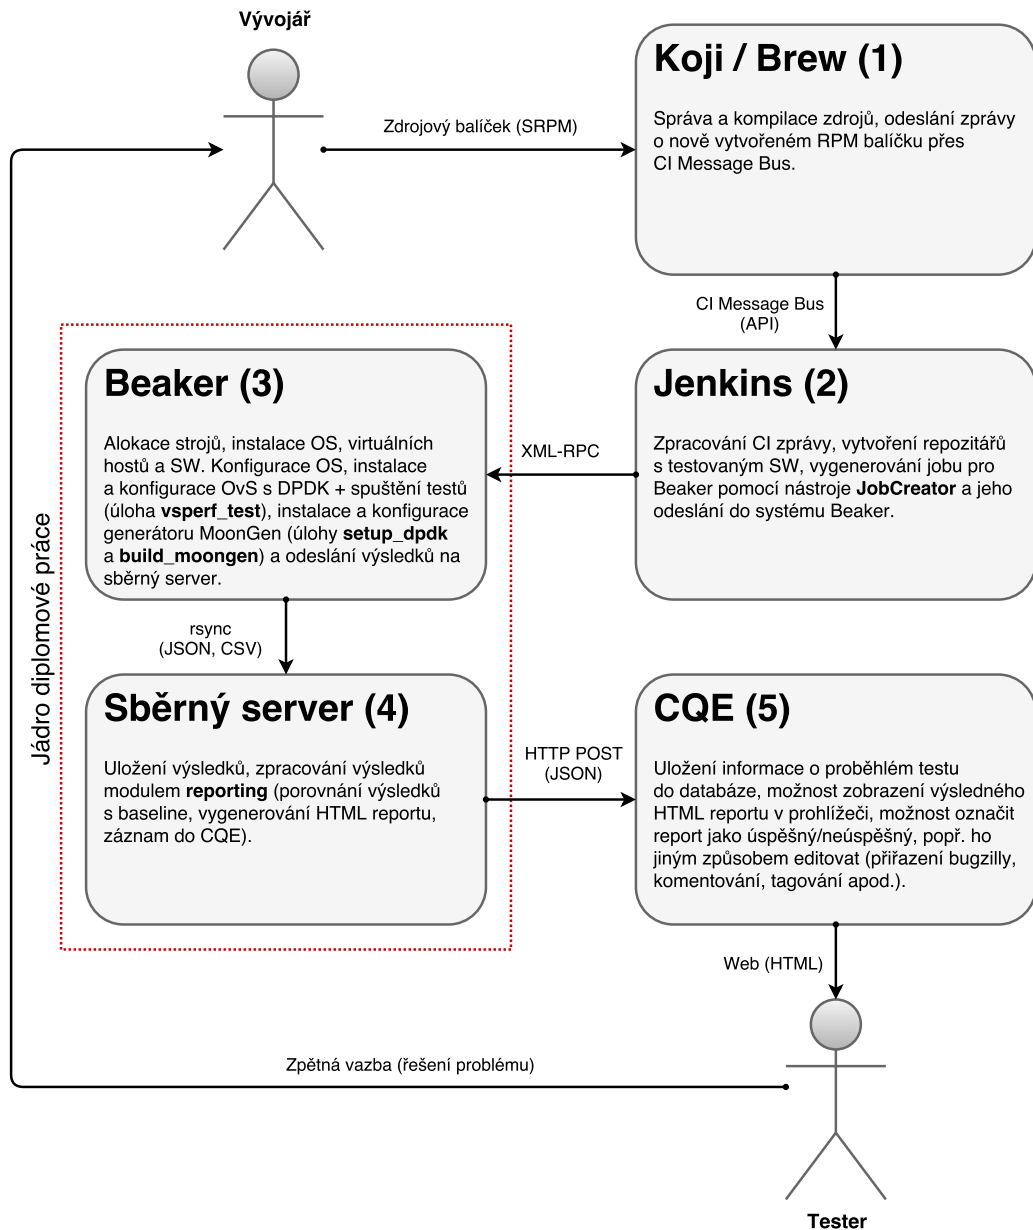 Vývojář
Zdrojový balíček (SRPM)
Koji / Brew (1)
Správa a kompilace zdrojů, odeslání zprávy
o nově vytvořeném RPM balíčku přes
CI Message Bus.
CI Message Bus
(API)
Jenkins (2)
Zpracování CI zprávy, vytvoření repozitářů
s testovaným SW, vygenerování jobu pro
Beaker pomocí nástroje JobCreator a jeho
odeslání do systému Beaker.
XML-RPC
Jádro diplomové práce
Beaker (3)
Alokace strojů, instalace OS, virtuálních
hostů a SW. Konfigurace OS, instalace
a konfigurace OvS s DPDK + spuštění testů
(úloha vsperf_test), instalace a konfigurace
generátoru MoonGen (úlohy setup_dpdk
a build_moongen) a odeslání výsledků na
sběrný server.
rsync
(JSON, CSV)
Sběrný server (4)
Uložení výsledků, zpracování výsledků
modulem reporting (porovnání výsledků
s baseline, vygenerování HTML reportu,
záznam do CQE).
HTTP POST
(JSON)
CQE (5)
Uložení informace o proběhlém testu
do databáze, možnost zobrazení výsledného
HTML reportu v prohlížeči, možnost označit
report jako úspěšný/neúspěšný, popř. ho
jiným způsobem editovat (přiřazení bugzilly,
komentování, tagování apod.).
Web (HTML)
Zpětná vazba (řešení problému)
Tester